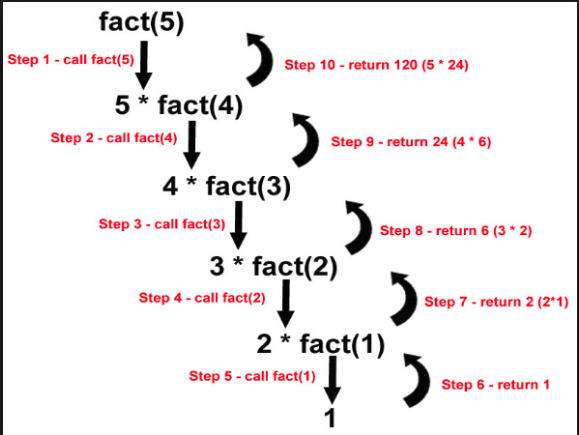 fact(5)
Step 1 - call fact(5)
Step 10 - return 120 (5 * 24)
5 * fact(4)
Step 2 - call fact(4)
Step 9 - return 24 (4 * 6)
4 * fact(3)
Step 3 - call fact(3)
Step 8 - return 6 (3 * 2)
3 * fact(2)
Step 4 - call fact(2)
Step 7 - return 2 (2*1)
2 * fact(1)
Step 5 - call fact(1)
Step 6 - return 1
1